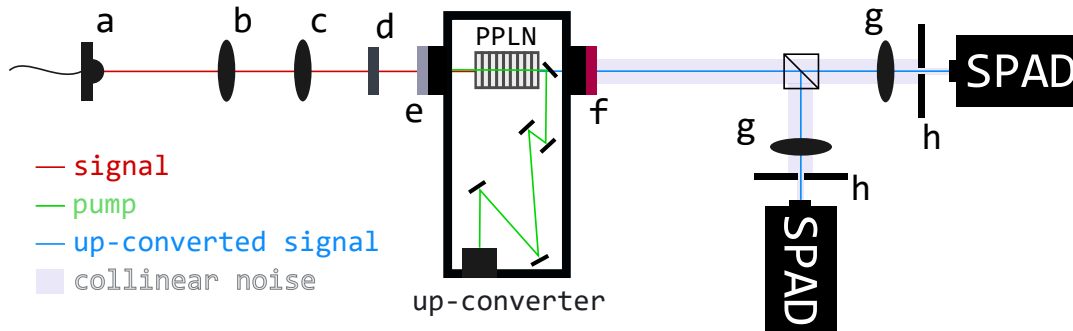 a
b
c
d
e
PPLN
f
g
SPAD
h
g
h
SPAD
signal
pump
up-converted signal
collinear noise
up-converter